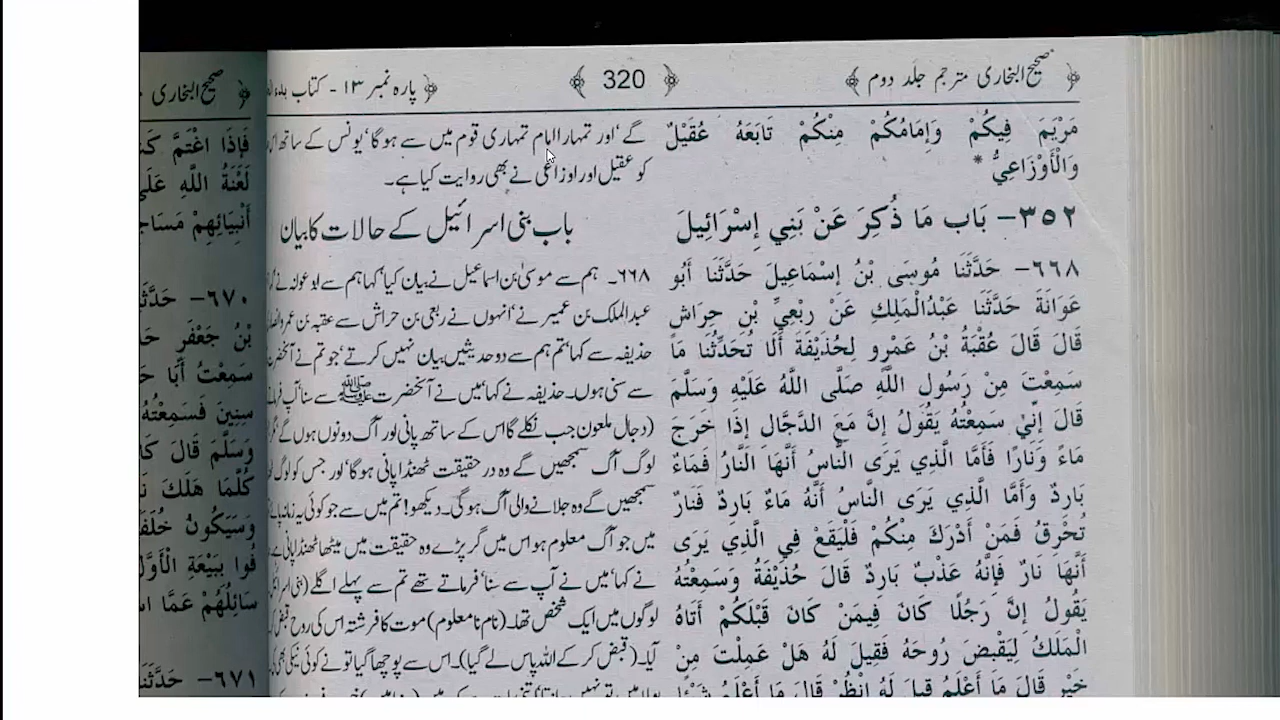 صحیح البخاری مترجم جلد دوم
320
پارہ نمبر ۱۳ - کتاب بدء
مَرْيَمَ فِيكُمْ وَإِمَامُكُمْ مِنْكُمْ تَابَعَهُ عُقَيْلٌ
وَالْأَوْزَاعِيُّ *
٣٥٢- بَاب مَا ذُكِرَ عَنْ بَنِي إِسْرَائِيلَ
٦٦٨- حَدَّثَنَا مُوسَى بْنُ إِسْمَاعِيلَ حَدَّثَنَا أَبُو
عَوَانَةَ حَدَّثَنَا عَبْدُالْمَلِكِ عَنْ رِبْعِيِّ بْنِ حِرَاشٍ
قَالَ قَالَ عُقْبَةُ بْنُ عَمْرٍو لِحُذَيْفَةَ أَلَا تُحَدِّثُنَا مَا
سَمِعْتَ مِنْ رَسُولِ اللَّهِ صَلَّى اللَّهُ عَلَيْهِ وَسَلَّمَ
قَالَ إِنِّي سَمِعْتُهُ يَقُولُ إِنَّ مَعَ الدَّجَّالِ إِذَا خَرَجَ
مَاءً وَنَارًا فَأَمَّا الَّذِي يَرَى النَّاسُ أَنَّهَا النَّارُ فَمَاءٌ
بَارِدٌ وَأَمَّا الَّذِي يَرَى النَّاسُ أَنَّهُ مَاءٌ بَارِدٌ فَنَارٌ
تُحْرِقُ فَمَنْ أَدْرَكَ مِنْكُمْ فَلْيَقَعْ فِي الَّذِي يَرَى
أَنَّهَا نَارٌ فَإِنَّهُ عَذْبٌ بَارِدٌ قَالَ حُذَيْفَةُ وَسَمِعْتُهُ
يَقُولُ إِنَّ رَجُلًا كَانَ فِيمَنْ كَانَ قَبْلَكُمْ أَتَاهُ
الْمَلَكُ لِيَقْبِضَ رُوحَهُ فَقِيلَ لَهُ هَلْ عَمِلْتَ مِنْ
خَيْرٍ قَالَ مَا أَعْلَمُ قِيلَ لَهُ انْظُرْ قَالَ مَا أَعْلَمُ شَيْئًا
گے‘ اور تمہارا امام تمہاری قوم میں سے ہوگا‘ یونس کے ساتھ
کو عقیل اور اوزاعی نے بھی روایت کیا ہے۔
باب بنی اسرائیل کے حالات کا بیان
۶۶۸۔ ہم سے موسیٰ بن اسماعیل نے بیان کیا‘ کہا ہم سے ابو عوانہ نے
عبدالملک بن عمیر نے‘ انہوں نے ربعی بن حراش سے عقبہ بن عمرو
حذیفہ سے کہا‘ تم ہم سے وہ حدیثیں بیان نہیں کرتے‘ جو تم نے
سے سنی ہوں۔ حذیفہ نے کہا‘ میں نے آنحضرت ﷺ سے سنا‘ آپ
(دجال ملعون جب نکلے گا اس کے ساتھ پانی اور آگ دونوں ہوں گے
لوگ آگ سمجھیں گے وہ در حقیقت ٹھنڈا پانی ہوگا‘ اور جس کو لوگ
سمجھیں گے وہ جلانے والی آگ ہوگی۔ دیکھو! تم میں سے جو کوئی یہ زمانہ
میں جو آگ معلوم ہو اس میں گر پڑے وہ حقیقت میں میٹھا ٹھنڈا پانی ہے
نے کہا‘ میں نے آپ سے سنا‘ فرماتے تھے تم سے پہلے اگلے (بنی
لوگوں میں ایک شخص تھا۔ (نام نا معلوم) موت کا فرشتہ اس کی روح
آیا۔ (قبض کر کے اللہ پاس لے گیا)۔ اس سے پوچھا گیا تو نے کوئی نیکی بھی
صحیح البخاری
فَإِذَا اغْتَمَّ
لَعْنَةُ اللَّهِ
أَنْبِيَائِهِمْ
٦٧٠-
بْنُ جَعْفَرٍ
سَمِعْتُ أَبَا
سِنِينَ فَسَمِعْتُهُ
وَسَلَّمَ قَالَ
كُلَّمَا هَلَكَ
وَسَيَكُونُ
فُوا بِبَيْعَةِ الْأَوَّلِ
سَائِلُهُمْ عَمَّا
٦٧١-